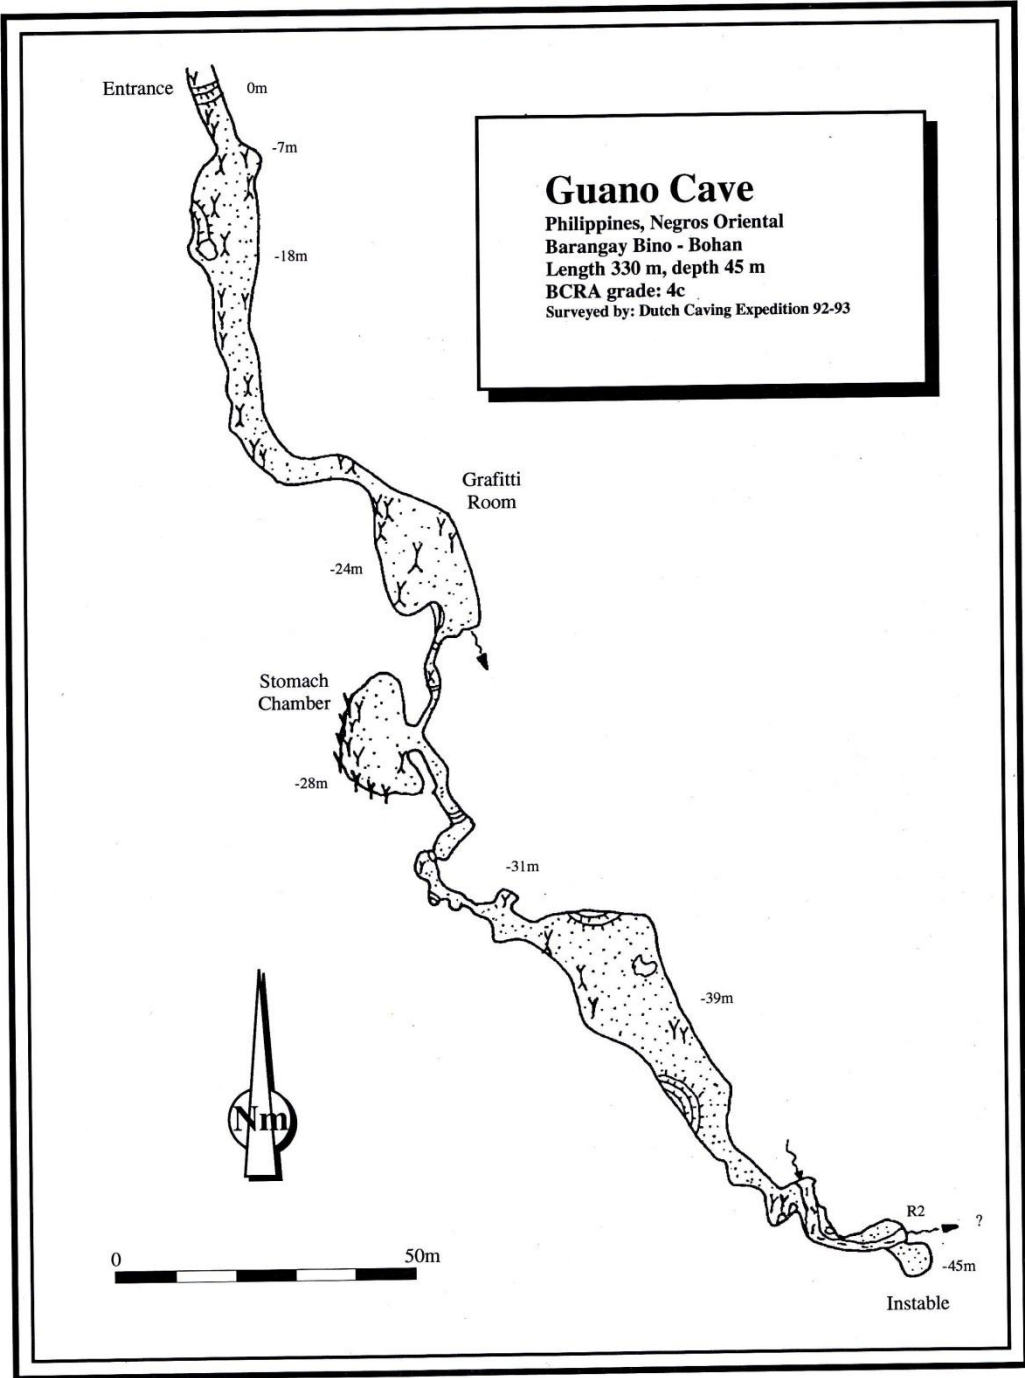 Entrance
0m
-7m
Guano Cave
Philippines, Negros Oriental
Barangay Bino - Bohan
Length 330 m, depth 45 m
BCRA grade: 4c
Surveyed by: Dutch Caving Expedition 92-93
-18m
Grafitti
Room
-24m
Stomach
Chamber
-28m
-31m
-39m
Nm
R2
?
0
50m
-45m
Instable